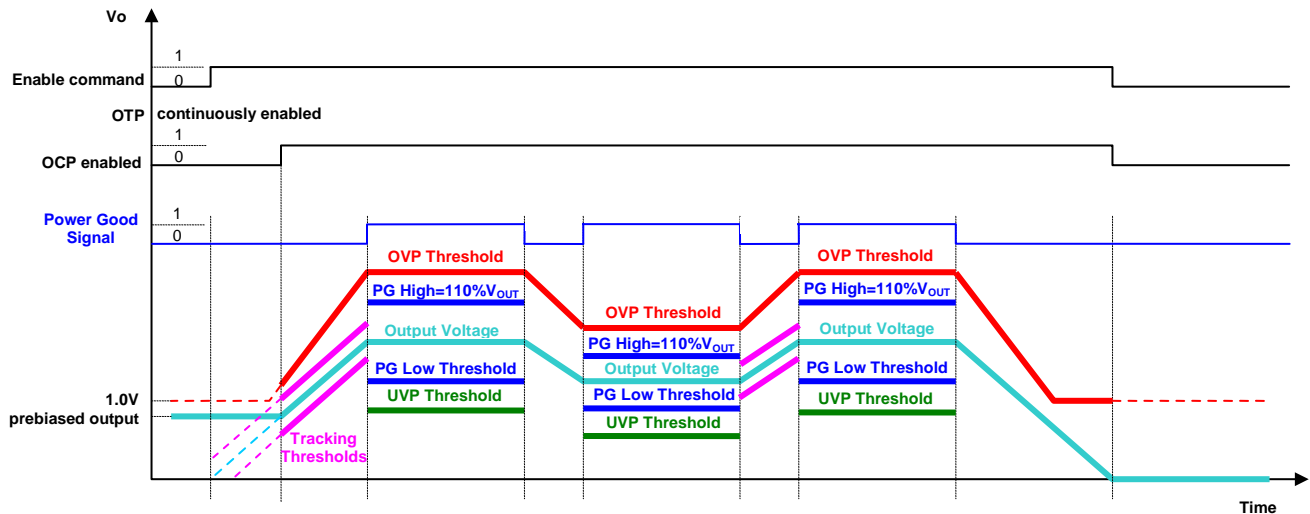 Vo
1
Enable command
0
OTP continuously enabled
1
OCP enabled
0
Power Good
Signal
1
0
OVP Threshold
PG High=110%VOUT
Output Voltage
PG Low Threshold
UVP Threshold
OVP Threshold
PG High=110%VOUT
Output Voltage
PG Low Threshold
UVP Threshold
OVP Threshold
PG High=110%VOUT
Output Voltage
PG Low Threshold
UVP Threshold
1.0V
prebiased output
Tracking
Thresholds
Time